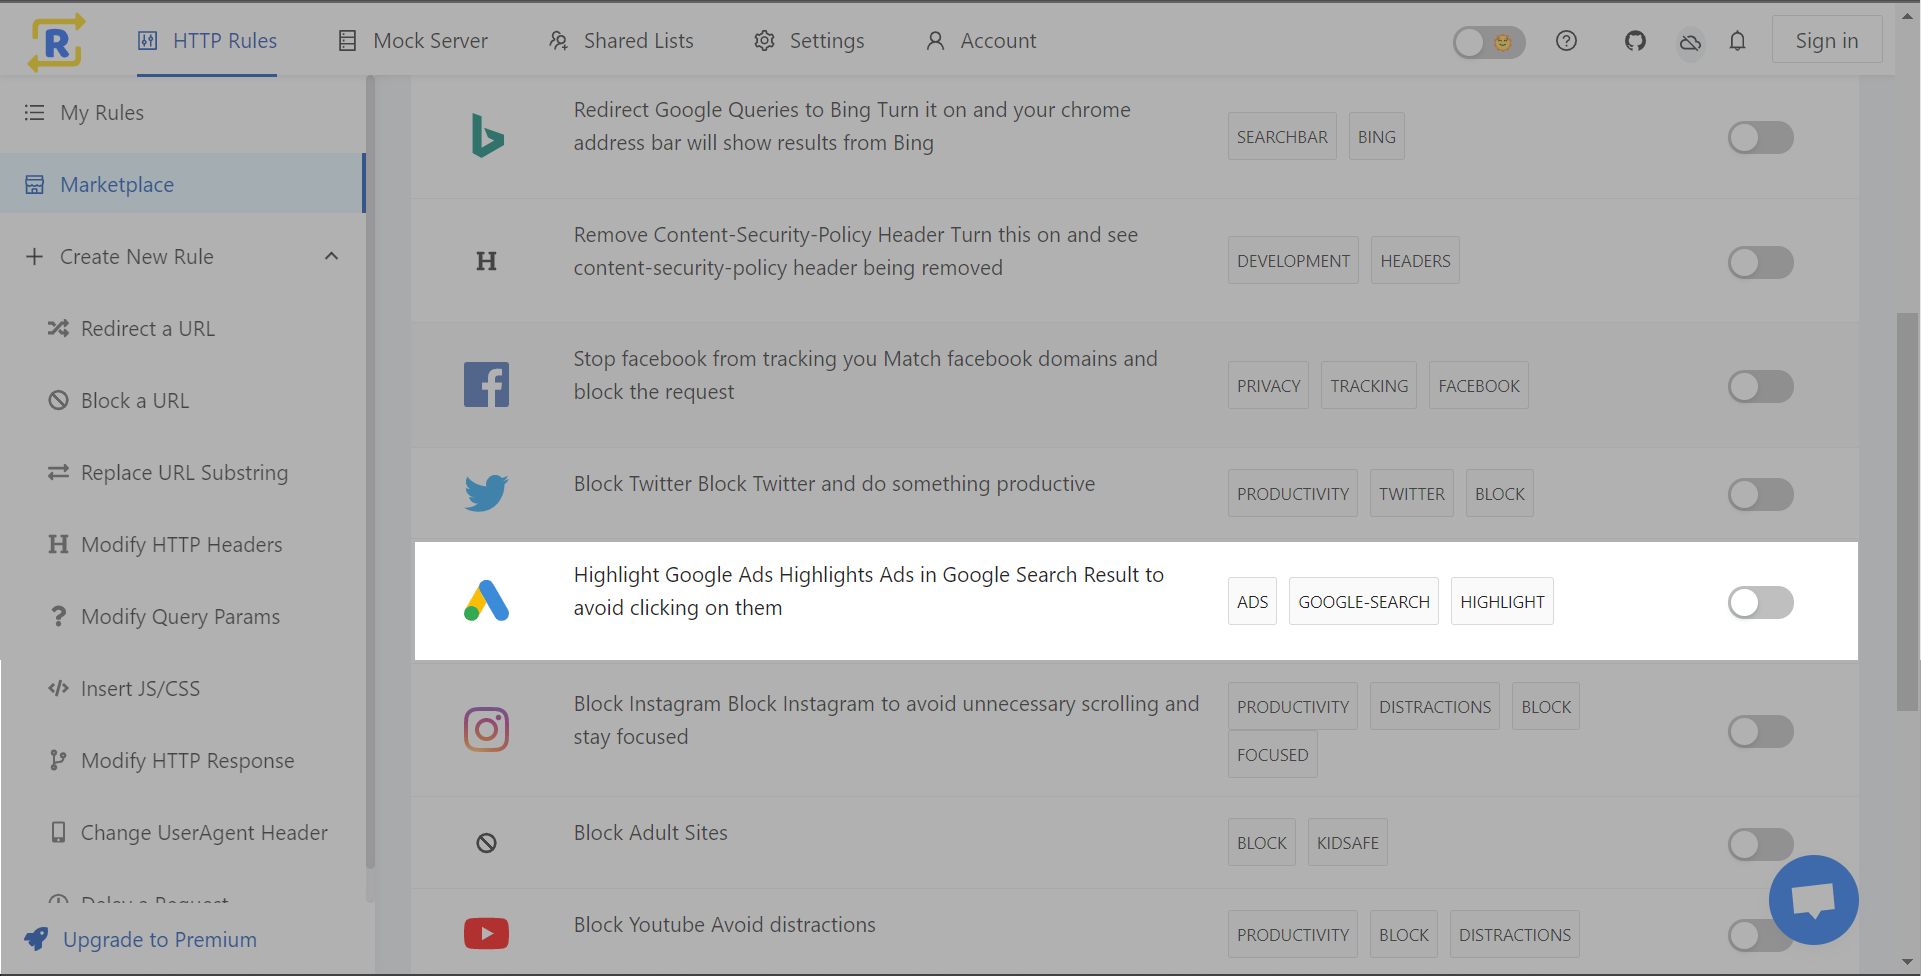 R
HTTP Rules
Mock Server
Shared Lists
Settings
Account
Sign in
My Rules
Marketplace
Create New Rule
Redirect a URL
Block a URL
Replace URL Substring
H Modify HTTP Headers
? Modify Query Params
</> Insert JS/CSS
Modify HTTP Response
Change UserAgent Header
Delay a Request
Upgrade to Premium
Redirect Google Queries to Bing Turn it on and your chrome
address bar will show results from Bing
SEARCHBAR BING
H
Remove Content-Security-Policy Header Turn this on and see
content-security-policy header being removed
DEVELOPMENT HEADERS
Stop facebook from tracking you Match facebook domains and
block the request
PRIVACY TRACKING FACEBOOK
Block Twitter Block Twitter and do something productive
PRODUCTIVITY TWITTER BLOCK
Highlight Google Ads Highlights Ads in Google Search Result to
avoid clicking on them
ADS GOOGLE-SEARCH HIGHLIGHT
Block Instagram Block Instagram to avoid unnecessary scrolling and
stay focused
PRODUCTIVITY DISTRACTIONS BLOCK
FOCUSED
Block Adult Sites
BLOCK KIDSAFE
Block Youtube Avoid distractions
PRODUCTIVITY BLOCK DISTRACTIONS